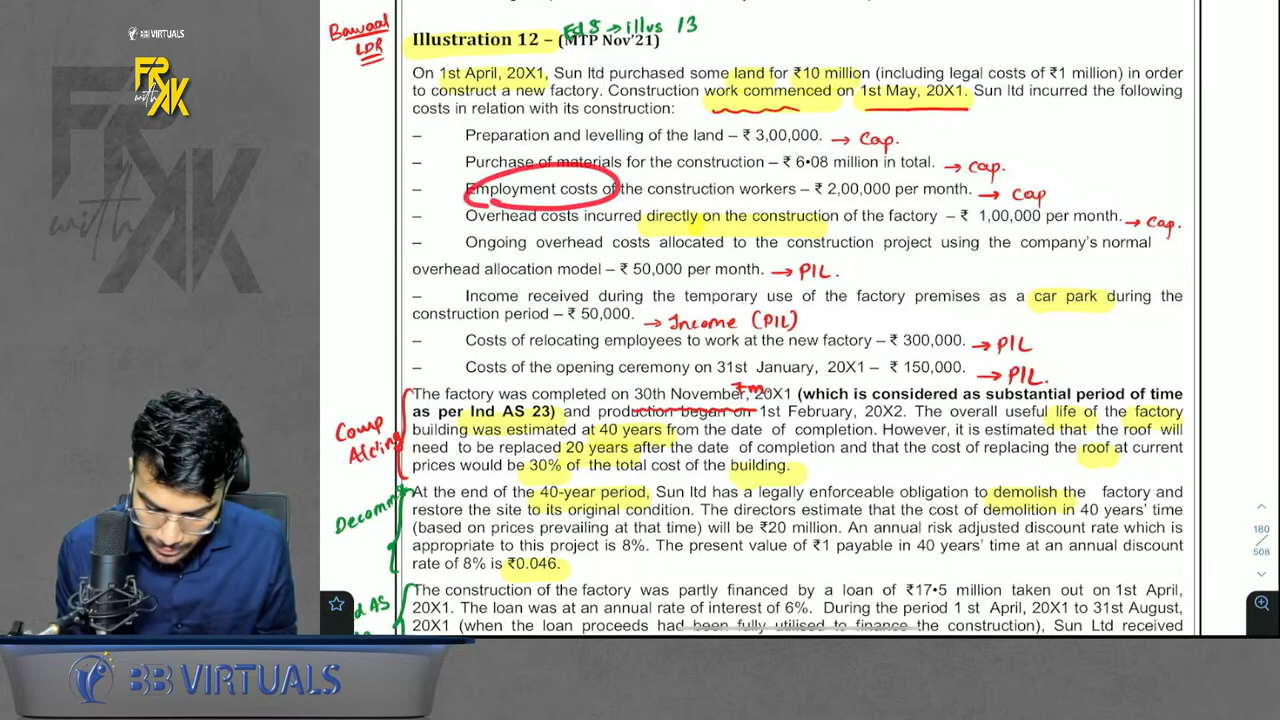 BB VIRTUALS
FR
with
KK
FR
with
KK
Bawaal
LDR
Ed 5 → illus 13
Illustration 12 – (MTP Nov'21)
On 1st April, 20X1, Sun ltd purchased some land for ₹10 million (including legal costs of ₹1 million) in order
to construct a new factory. Construction work commenced on 1st May, 20X1. Sun ltd incurred the following
costs in relation with its construction:
– Preparation and levelling of the land – ₹ 3,00,000. → Cap.
– Purchase of materials for the construction – ₹ 6•08 million in total. → Cap.
– Employment costs of the construction workers – ₹ 2,00,000 per month. → Cap
– Overhead costs incurred directly on the construction of the factory – ₹ 1,00,000 per month. → Cap.
– Ongoing overhead costs allocated to the construction project using the company's normal
overhead allocation model – ₹ 50,000 per month. → P/L.
– Income received during the temporary use of the factory premises as a car park during the
construction period – ₹ 50,000. → Income (P/L)
– Costs of relocating employees to work at the new factory – ₹ 300,000. → P/L
– Costs of the opening ceremony on 31st January, 20X1 – ₹ 150,000. → P/L.
7m
The factory was completed on 30th November, 20X1 (which is considered as substantial period of time
as per Ind AS 23) and production began on 1st February, 20X2. The overall useful life of the factory
building was estimated at 40 years from the date of completion. However, it is estimated that the roof will
need to be replaced 20 years after the date of completion and that the cost of replacing the roof at current
prices would be 30% of the total cost of the building.
Comp
At the end of the 40-year period, Sun ltd has a legally enforceable obligation to demolish the factory and
restore the site to its original condition. The directors estimate that the cost of demolition in 40 years' time
(based on prices prevailing at that time) will be ₹20 million. An annual risk adjusted discount rate which is
appropriate to this project is 8%. The present value of ₹1 payable in 40 years' time at an annual discount
rate of 8% is ₹0.046.
Decomm
The construction of the factory was partly financed by a loan of ₹17•5 million taken out on 1st April,
20X1. The loan was at an annual rate of interest of 6%. During the period 1 st April, 20X1 to 31st August,
20X1 (when the loan proceeds had been fully utilised to finance the construction), Sun Ltd received
d AS
180
508
BB VIRTUALS